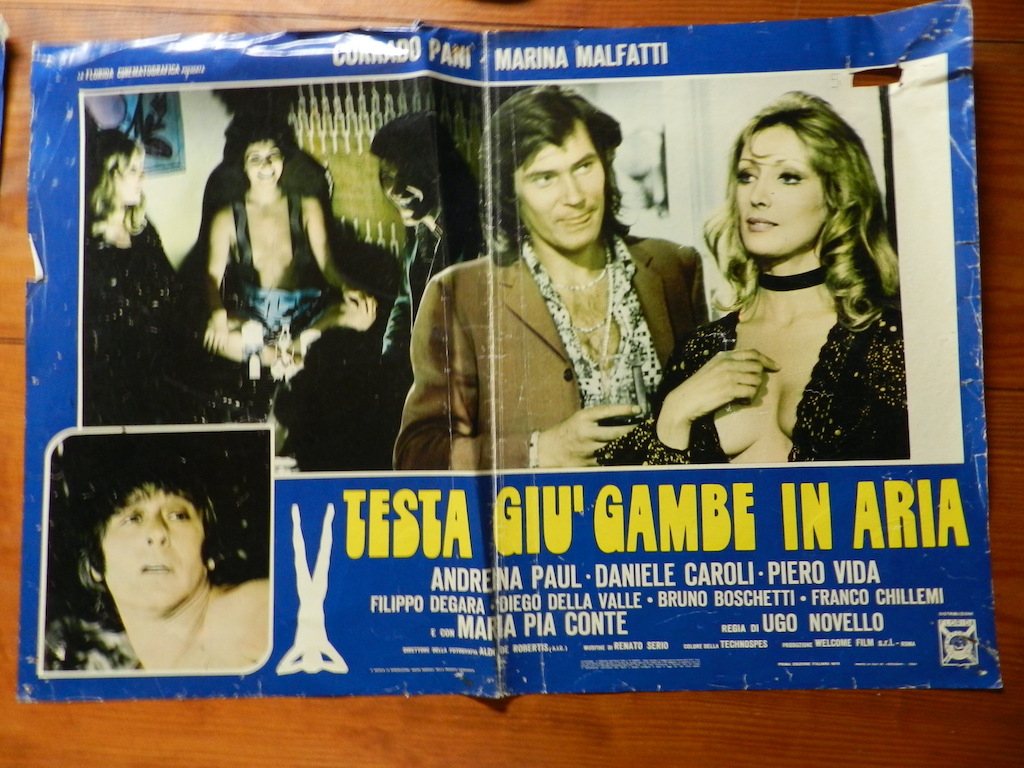 CORRADO PANI MARINA MALFATTI
LA FLORIDA CINEMATOGRAFICA
TESTA GIU' GAMBE IN ARIA
ANDREINA PAUL · DANIELE CAROLI · PIERO VIDA
FILIPPO DEGARA · DIEGO DELLA VALLE · BRUNO BOSCHETTI · FRANCO CHILLEMI
E CON MARIA PIA CONTE
REGIA DI UGO NOVELLO
DIRETTORE DELLA FOTOGRAFIA DE ROBERTIS
MUSICHE DI RENATO SERIO
COLORE DELLA TECHNOSPES
PRODUZIONE WELCOME FILM S.R.L. - ROMA
FLORIDA